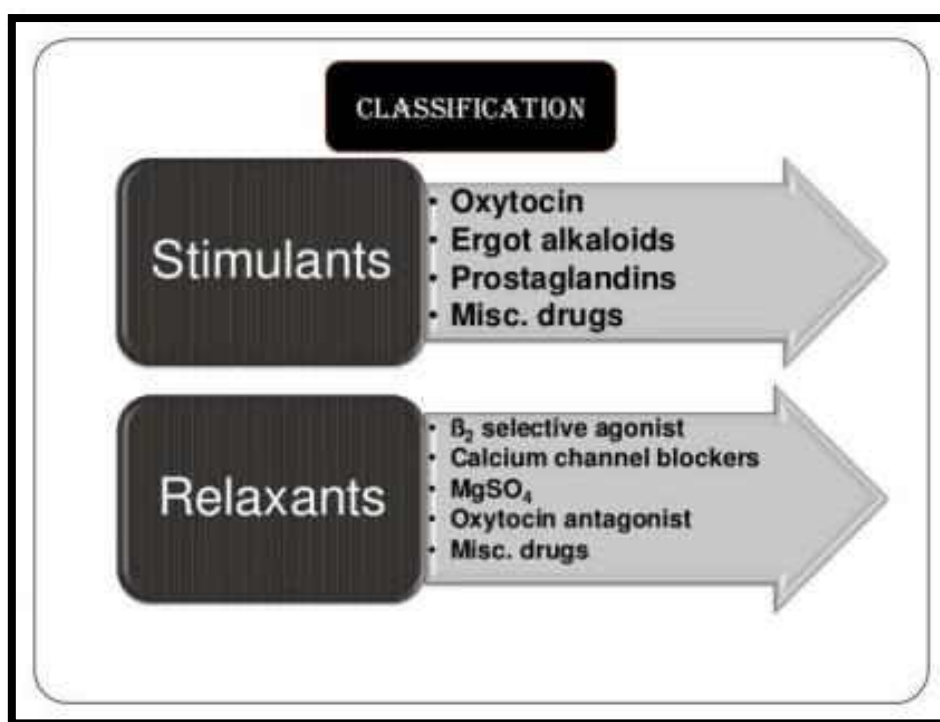 CLASSIFICATION
Stimulants
• Oxytocin
• Ergot alkaloids
• Prostaglandins
• Misc. drugs
Relaxants
• ß₂ selective agonist
• Calcium channel blockers
• MgSO₄
• Oxytocin antagonist
• Misc. drugs